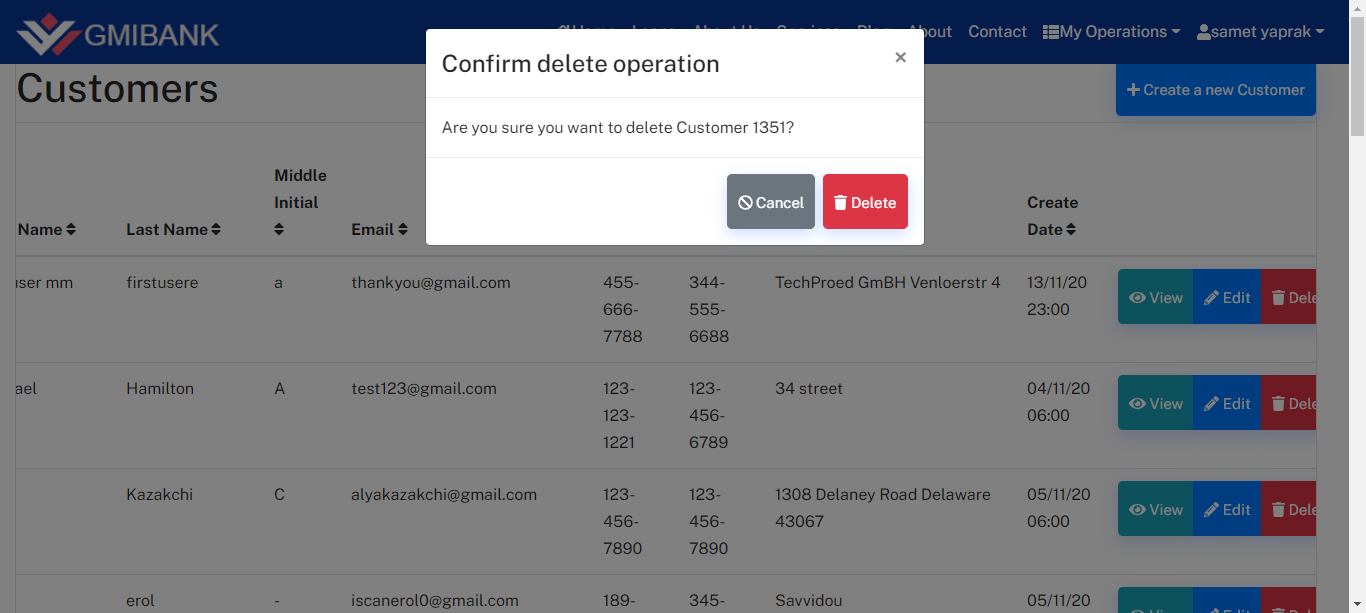 GMIBANK
About
Contact
My Operations
samet yaprak
Confirm delete operation
×
Customers
Create a new Customer
Are you sure you want to delete Customer 1351?
Cancel
Delete
Name
Last Name
Middle
Initial
Email
Create
Date
user mm
firstusere
a
thankyou@gmail.com
455-
666-
7788
344-
555-
6688
TechProed GmBH Venloerstr 4
13/11/20
23:00
View
Edit
Dele
ael
Hamilton
A
test123@gmail.com
123-
123-
1221
123-
456-
6789
34 street
04/11/20
06:00
View
Edit
Dele
Kazakchi
C
alyakazakchi@gmail.com
123-
456-
7890
123-
456-
7890
1308 Delaney Road Delaware
43067
05/11/20
06:00
View
Edit
Dele
erol
-
iscanerol0@gmail.com
189-
345-
Savvidou
05/11/20